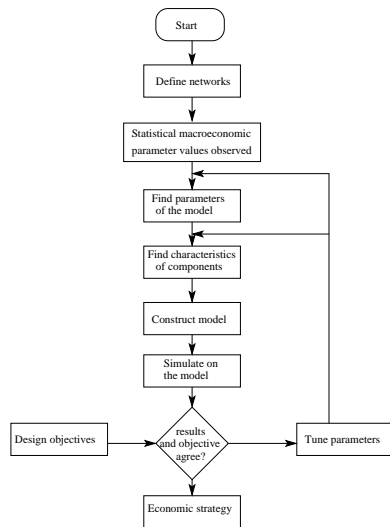 Start
Define networks
Statistical macroeconomic
parameter values observed
Find parameters
of the model
Find characteristics
of components
Construct model
Simulate on
the model
Design objectives
results
and objective
agree?
Tune parameters
Economic strategy